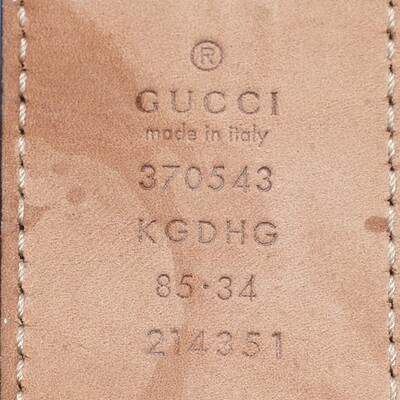 ®
GUCCI
made in italy
370543
KGDHG
85·34
214351